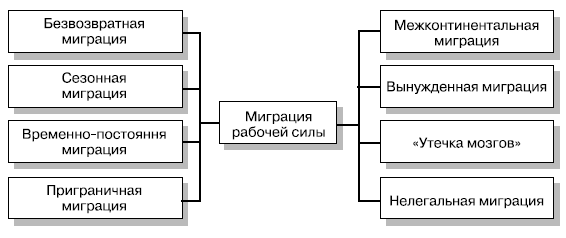 Безвозвратная
миграция
Сезонная
миграция
Временно-постояння
миграция
Приграничная
миграция
Миграция
рабочей силы
Межконтинентальная
миграция
Вынужденная миграция
«Утечка мозгов»
Нелегальная миграция